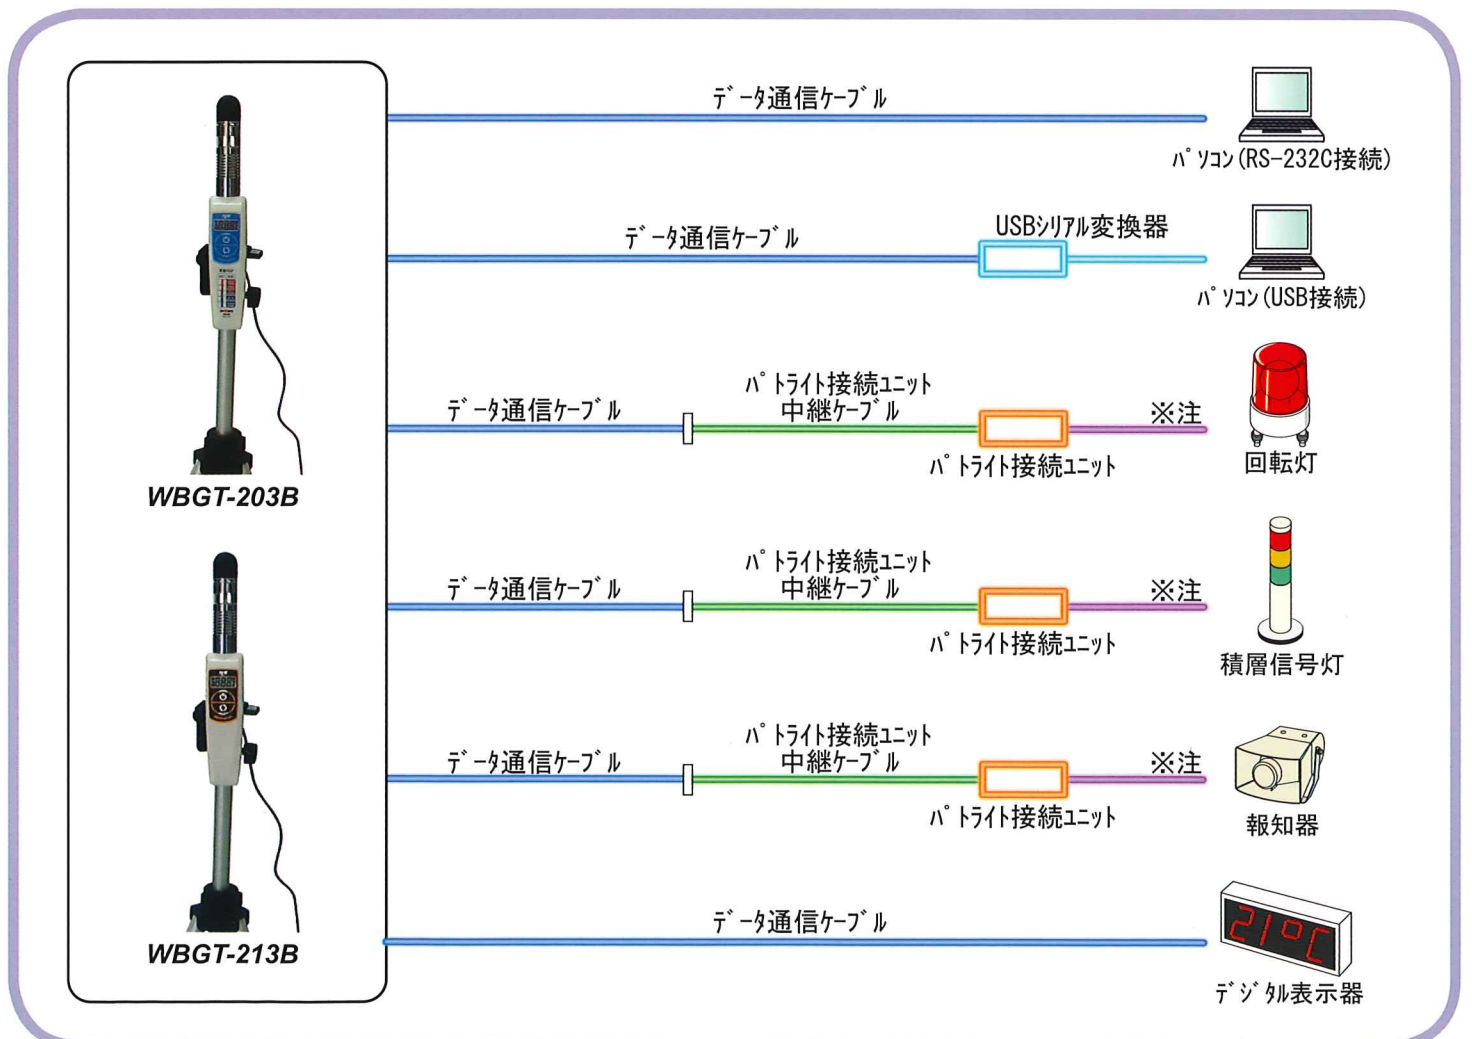 データ通信ケーブル
パソコン(RS-232C接続)
データ通信ケーブル
USBシリアル変換器
パソコン(USB接続)
データ通信ケーブル
パトライト接続ユニット
中継ケーブル
※注
パトライト接続ユニット
回転灯
WBGT-203B
データ通信ケーブル
パトライト接続ユニット
中継ケーブル
※注
パトライト接続ユニット
積層信号灯
データ通信ケーブル
パトライト接続ユニット
中継ケーブル
※注
パトライト接続ユニット
報知器
データ通信ケーブル
21℃
WBGT-213B
デジタル表示器